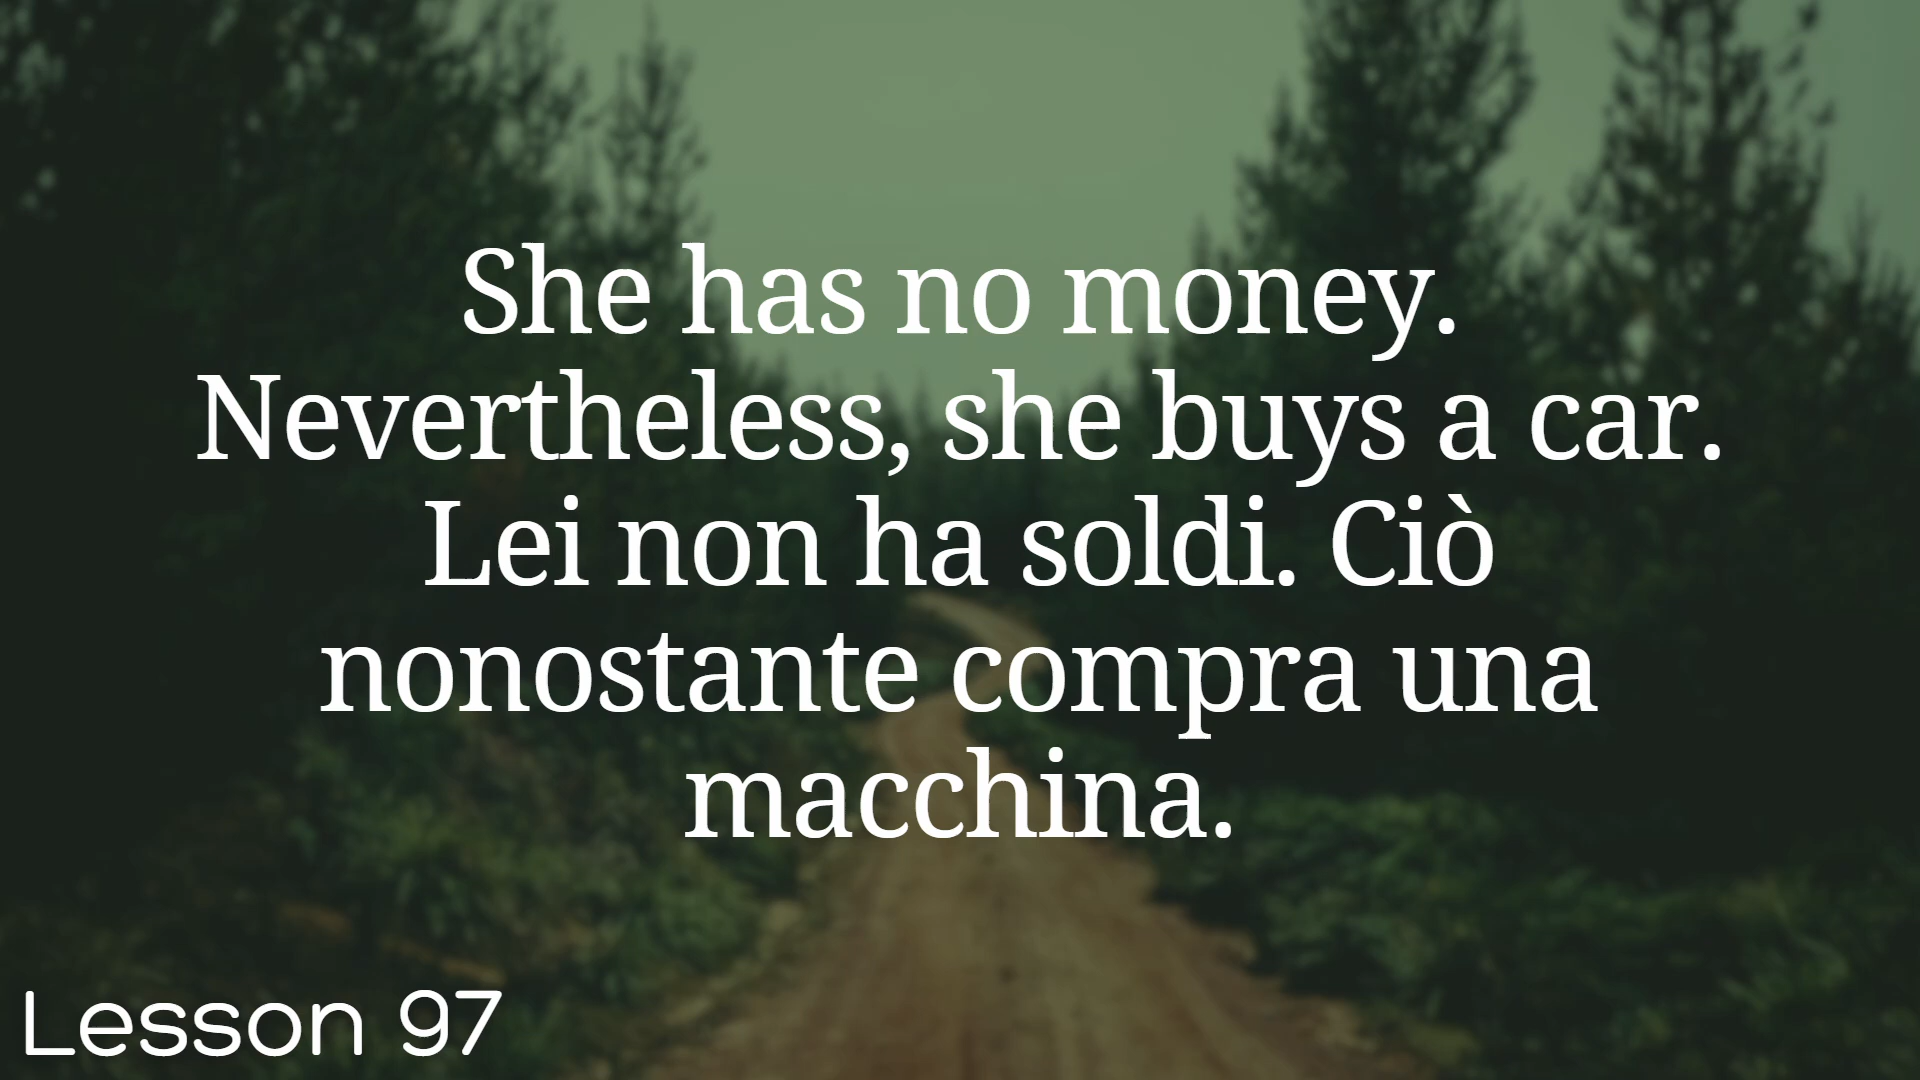 She has no money.
Nevertheless, she buys a car.
Lei non ha soldi. Ciò
nonostante compra una
macchina.
Lesson 97